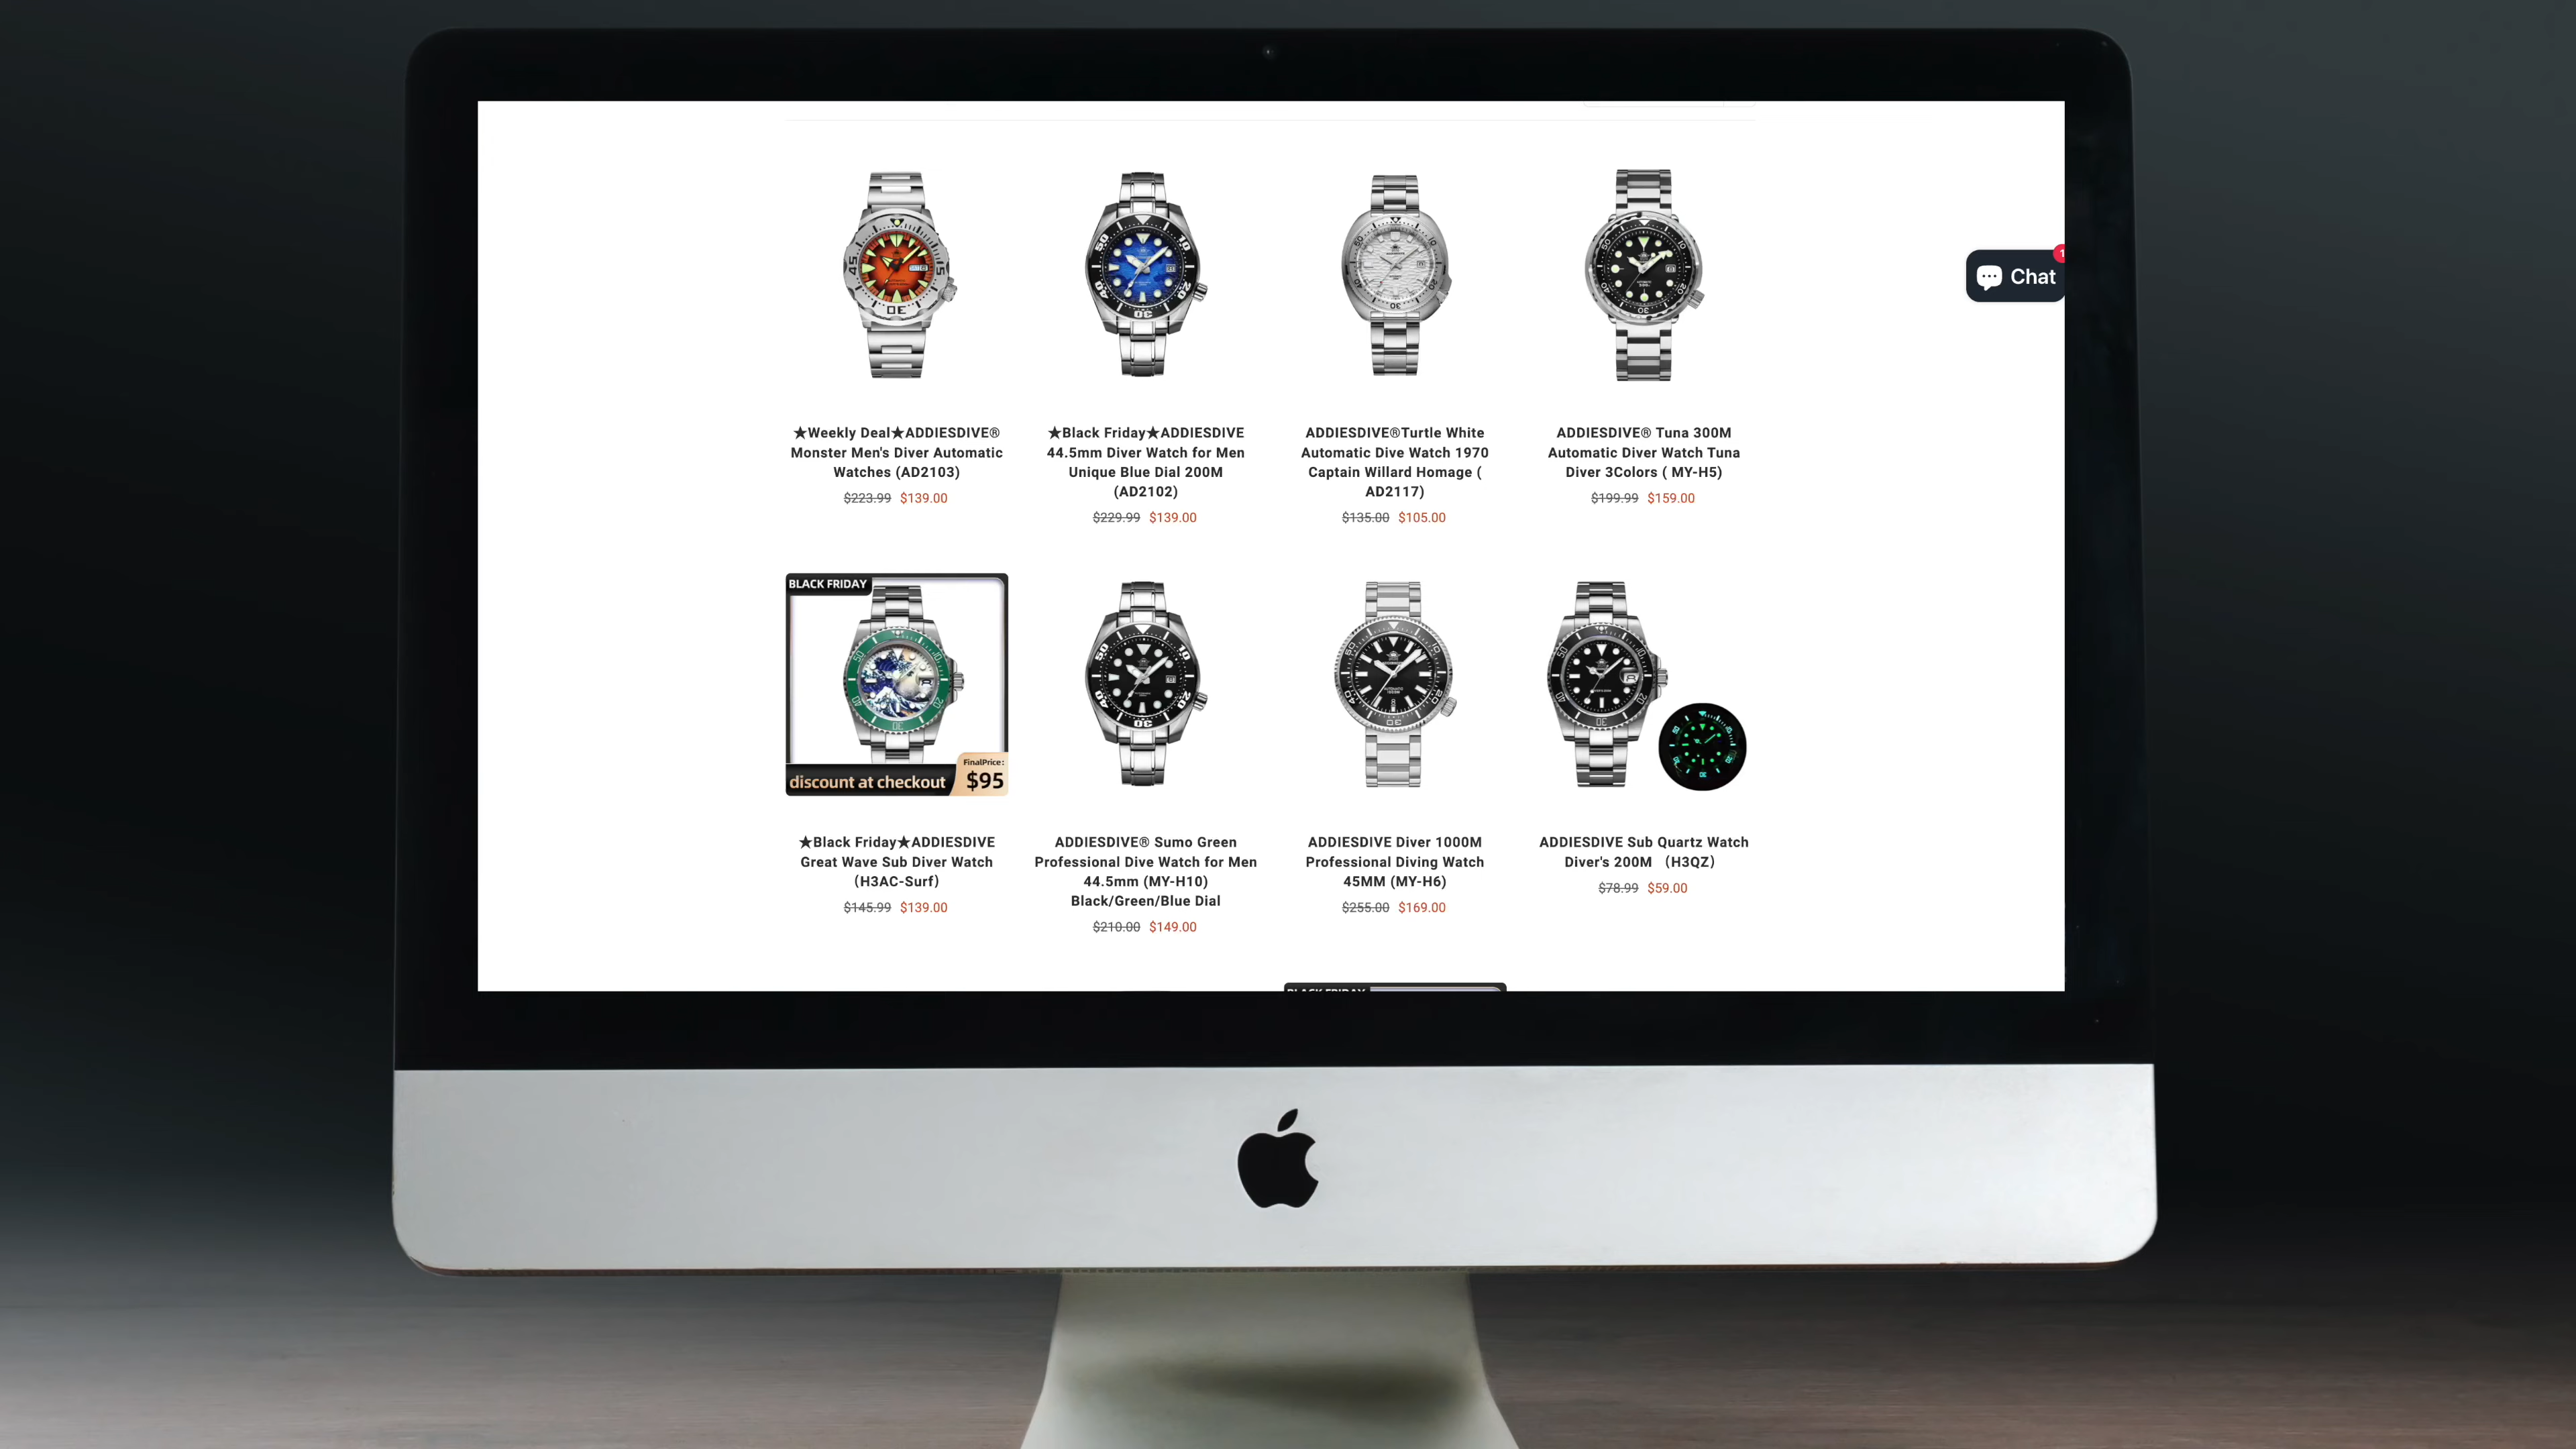 Chat
1
★Weekly Deal★ADDIESDIVE®
Monster Men's Diver Automatic
Watches (AD2103)
$223.99 $139.00
★Black Friday★ADDIESDIVE
44.5mm Diver Watch for Men
Unique Blue Dial 200M
(AD2102)
$229.99 $139.00
ADDIESDIVE®Turtle White
Automatic Dive Watch 1970
Captain Willard Homage (
AD2117)
$135.00 $105.00
ADDIESDIVE® Tuna 300M
Automatic Diver Watch Tuna
Diver 3Colors ( MY-H5)
$199.99 $159.00
BLACK FRIDAY
discount at checkout
FinalPrice:
$95
★Black Friday★ADDIESDIVE
Great Wave Sub Diver Watch
(H3AC-Surf)
$145.99 $139.00
ADDIESDIVE® Sumo Green
Professional Dive Watch for Men
44.5mm (MY-H10)
Black/Green/Blue Dial
$210.00 $149.00
ADDIESDIVE Diver 1000M
Professional Diving Watch
45MM (MY-H6)
$255.00 $169.00
ADDIESDIVE Sub Quartz Watch
Diver's 200M （H3QZ）
$78.99 $59.00
BLACK FRIDAY